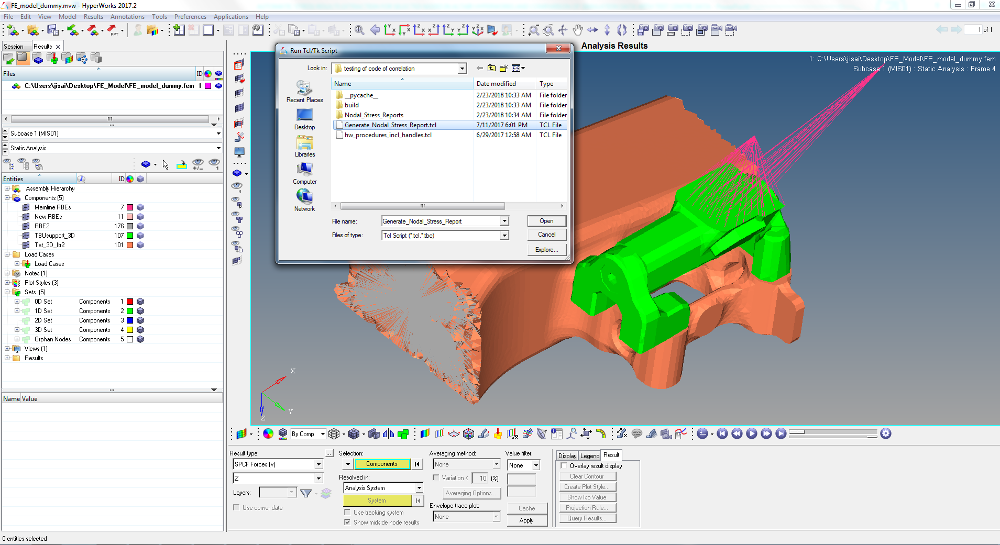 FE_model_dummy.mvw - HyperWorks 2017.2
File Edit View Model Results Annotations Tools Preferences Applications Help
PPT
1 of 1
Session Results
Files ID
C:\Users\jisai\Desktop\FE_Model\FE_model_dummy.fem 1
Subcase 1 (MIS01)
Static Analysis
Entities ID
Assembly Hierarchy
Components (5)
Mainline RBEs 7
New RBEs 11
RBE2 176
TBUsupport_3D 107
Tet_3D_ltr2 101
Load Cases
Load Cases
Notes (1)
Plot Styles (3)
Sets (5)
0D Set Components 1
1D Set Components 2
2D Set Components 3
3D Set Components 4
Orphan Nodes Components 5
Views (1)
Results
Name Value
0 entities selected
Run Tcl/Tk Script
Look in: testing of code of correlation
Name Date modified Type
__pycache__ 2/23/2018 10:33 AM File folder
build 2/23/2018 10:33 AM File folder
Nodal_Stress_Reports 2/23/2018 10:34 AM File folder
Generate_Nodal_Stress_Report.tcl 7/11/2017 6:01 PM TCL File
hw_procedures_incl_handles.tcl 6/29/2017 12:58 AM TCL File
Recent Places
Desktop
Libraries
Computer
Network
File name: Generate_Nodal_Stress_Report Open
Files of type: Tcl Script (*.tcl,*.tbc) Cancel
Explore...
Analysis Results
1: C:\Users\jisai\Desktop\FE_Model\FE_model_dummy.fem
Subcase 1 (MIS01) : Static Analysis : Frame 4
X
Y
Z
By Comp
Result type:
SPCF Forces (v)
Z
Layers:
Use corner data
Selection:
Components
Resolved in:
Analysis System
System
Use tracking system
Show midside node results
Averaging method:
None
Variation < 10 (%)
Averaging Options...
Envelope trace plot:
None
Value filter:
None
Cache
Apply
Display Legend Result
Overlay result display
Clear Contour
Create Plot Style...
Show Iso Value
Projection Rule...
Query Results...